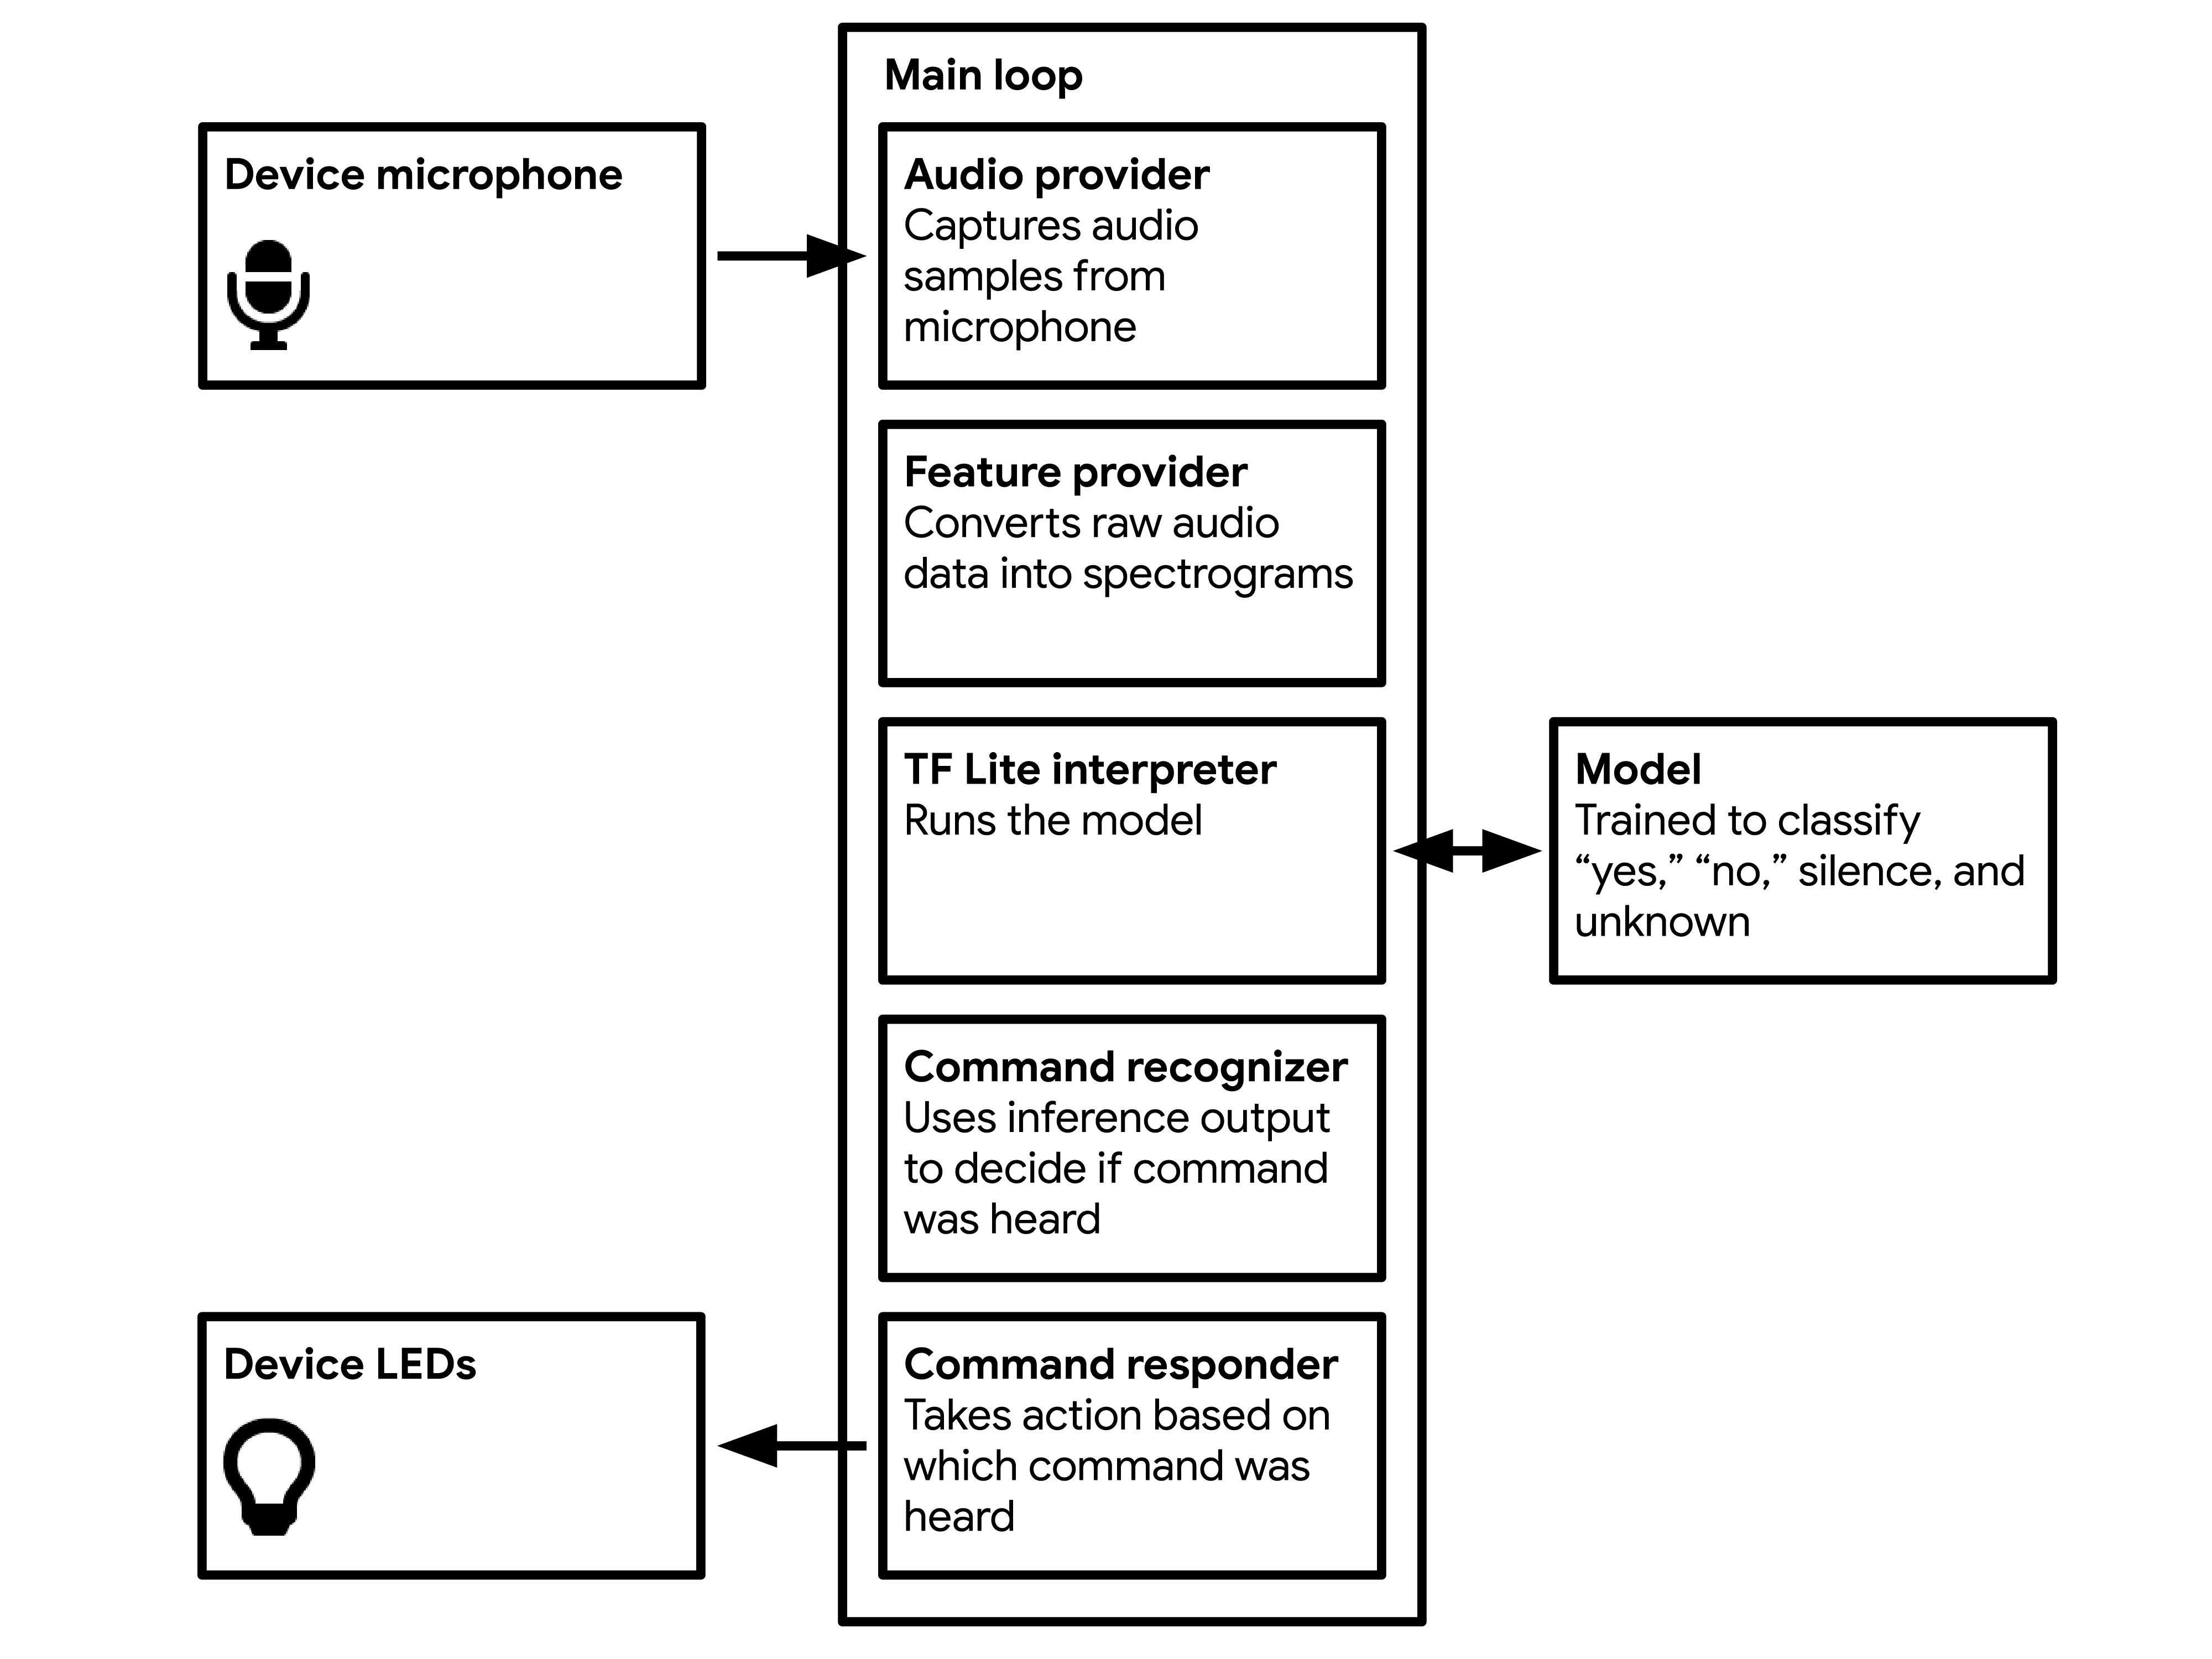 Main loop
Device microphone
Audio provider
Captures audio
samples from
microphone
Feature provider
Converts raw audio
data into spectrograms
TF Lite interpreter
Runs the model
Model
Trained to classify
“yes,” “no,” silence, and
unknown
Command recognizer
Uses inference output
to decide if command
was heard
Device LEDs
Command responder
Takes action based on
which command was
heard